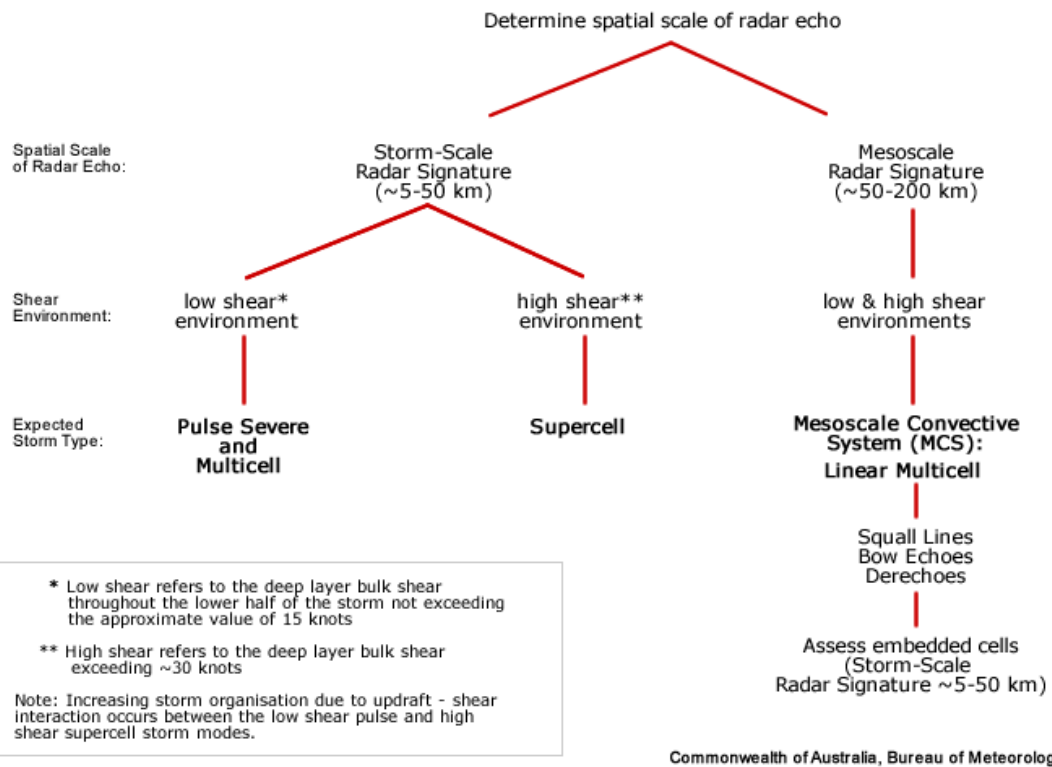 Determine spatial scale of radar echo
Spatial Scale
of Radar Echo:
Storm-Scale
Radar Signature
(~5-50 km)
Mesoscale
Radar Signature
(~50-200 km)
Shear
Environment:
low shear*
environment
high shear**
environment
low & high shear
environments
Expected
Storm Type:
Pulse Severe
and
Multicell
Supercell
Mesoscale Convective
System (MCS):
Linear Multicell
Squall Lines
Bow Echoes
Derechoes
Assess embedded cells
(Storm-Scale
Radar Signature ~5-50 km)
* Low shear refers to the deep layer bulk shear
throughout the lower half of the storm not exceeding
the approximate value of 15 knots
** High shear refers to the deep layer bulk shear
exceeding ~30 knots
Note: Increasing storm organisation due to updraft - shear
interaction occurs between the low shear pulse and high
shear supercell storm modes.
Commonwealth of Australia, Bureau of Meteorolog